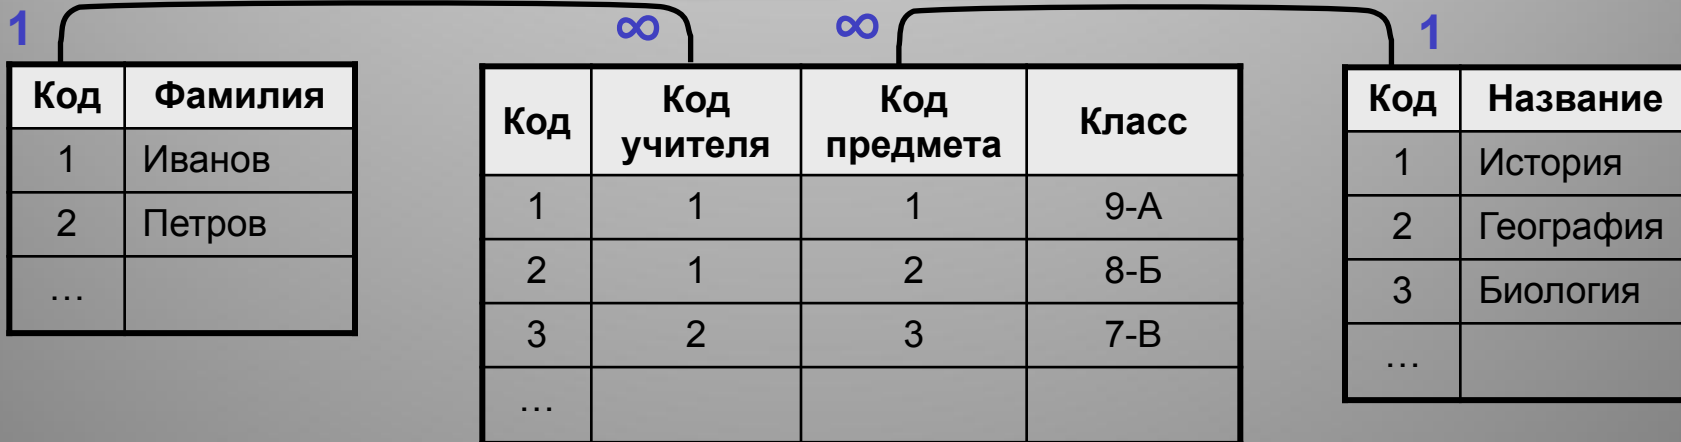 1 ∞ ∞ 1
Код Фамилия
1 Иванов
2 Петров
…
Код Код учителя Код предмета Класс
1 1 1 9-А
2 1 2 8-Б
3 2 3 7-В
…
Код Название
1 История
2 География
3 Биология
…